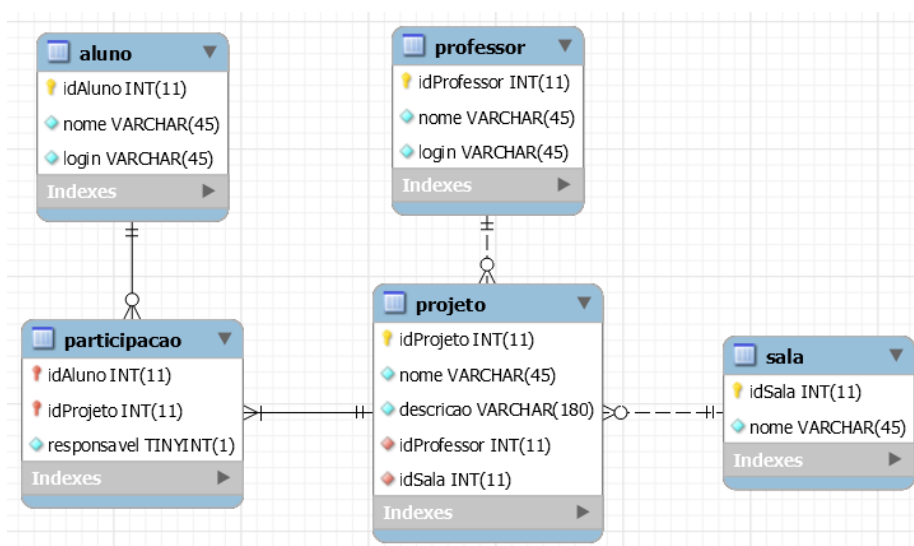 aluno
idAluno INT(11)
nome VARCHAR(45)
login VARCHAR(45)
Indexes
professor
idProfessor INT(11)
nome VARCHAR(45)
login VARCHAR(45)
Indexes
participacao
idAluno INT(11)
idProjeto INT(11)
responsavel TINYINT(1)
Indexes
projeto
idProjeto INT(11)
nome VARCHAR(45)
descricao VARCHAR(180)
idProfessor INT(11)
idSala INT(11)
Indexes
sala
idSala INT(11)
nome VARCHAR(45)
Indexes